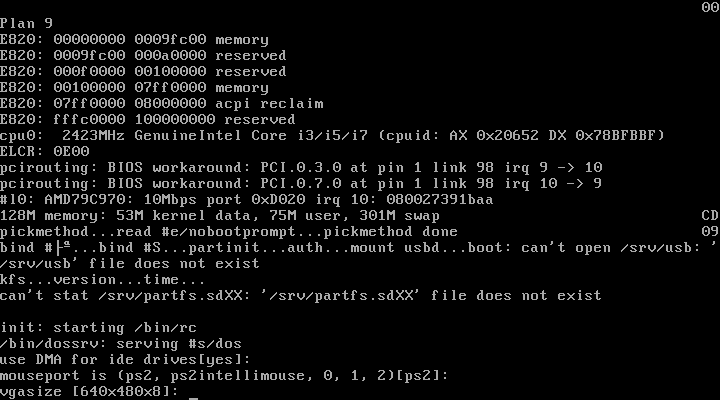 00
Plan 9
E820: 00000000 0009fc00 memory
E820: 0009fc00 000a0000 reserved
E820: 000f0000 00100000 reserved
E820: 00100000 07ff0000 memory
E820: 07ff0000 08000000 acpi reclaim
E820: fffc0000 100000000 reserved
cpu0:  2423MHz GenuineIntel Core i3/i5/i7 (cpuid: AX 0x20652 DX 0x78BFBBF)
ELCR: 0E00
pcirouting: BIOS workaround: PCI.0.3.0 at pin 1 link 98 irq 9 -> 10
pcirouting: BIOS workaround: PCI.0.7.0 at pin 1 link 98 irq 10 -> 9
#l0: AMD79C970: 10Mbps port 0xD020 irq 10: 080027391baa
128M memory: 53M kernel data, 75M user, 301M swap CD
pickmethod...read #e/nobootprompt...pickmethod done 09
bind #├ª...bind #S...partinit...auth...mount usbd...boot: can't open /srv/usb: '
/srv/usb' file does not exist
kfs...version...time...
can't stat /srv/partfs.sdXX: '/srv/partfs.sdXX' file does not exist
init: starting /bin/rc
/bin/dossrv: serving #s/dos
use DMA for ide drives[yes]:
mouseport is (ps2, ps2intellimouse, 0, 1, 2)[ps2]:
vgasize [640x480x8]: _